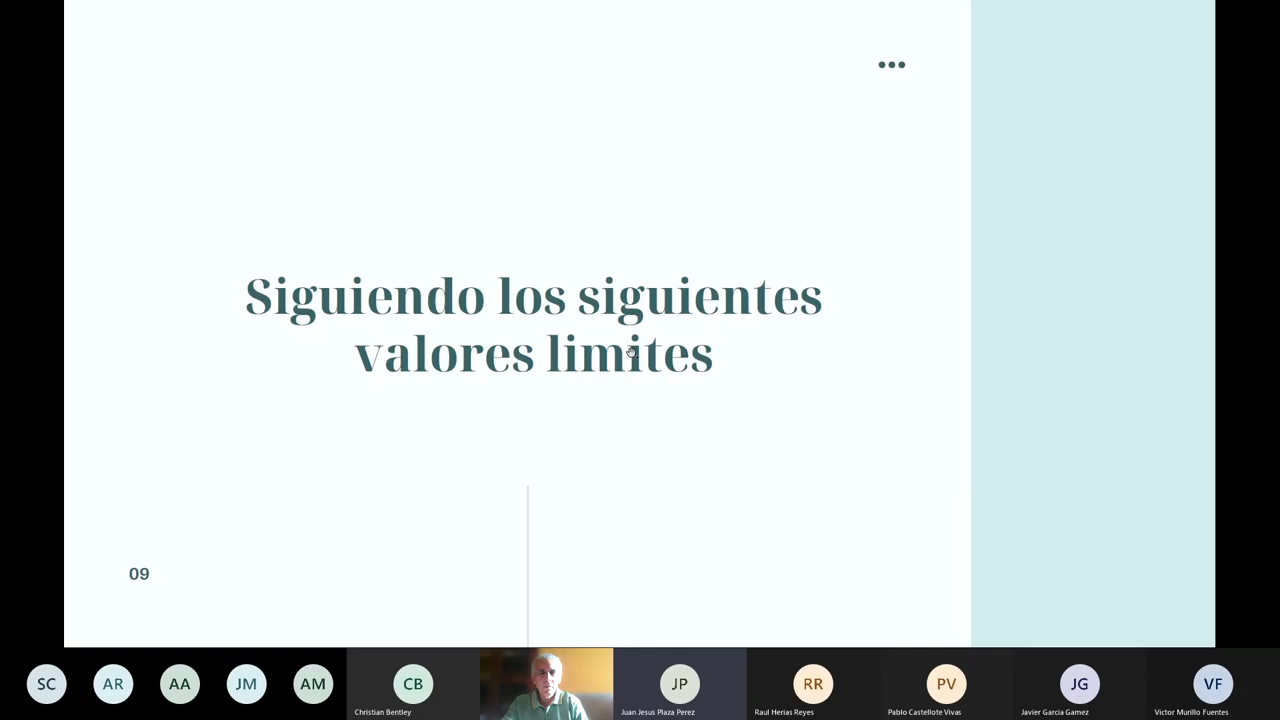 Siguiendo los siguientes
valores limites
09
SC
AR
AA
JM
AM
CB
JP
RR
PV
JG
VF
Christian Bentley
Juan Jesus Plaza Perez
Raul Herias Reyes
Pablo Castellote Vivas
Javier Garcia Gamez
Victor Murillo Fuentes